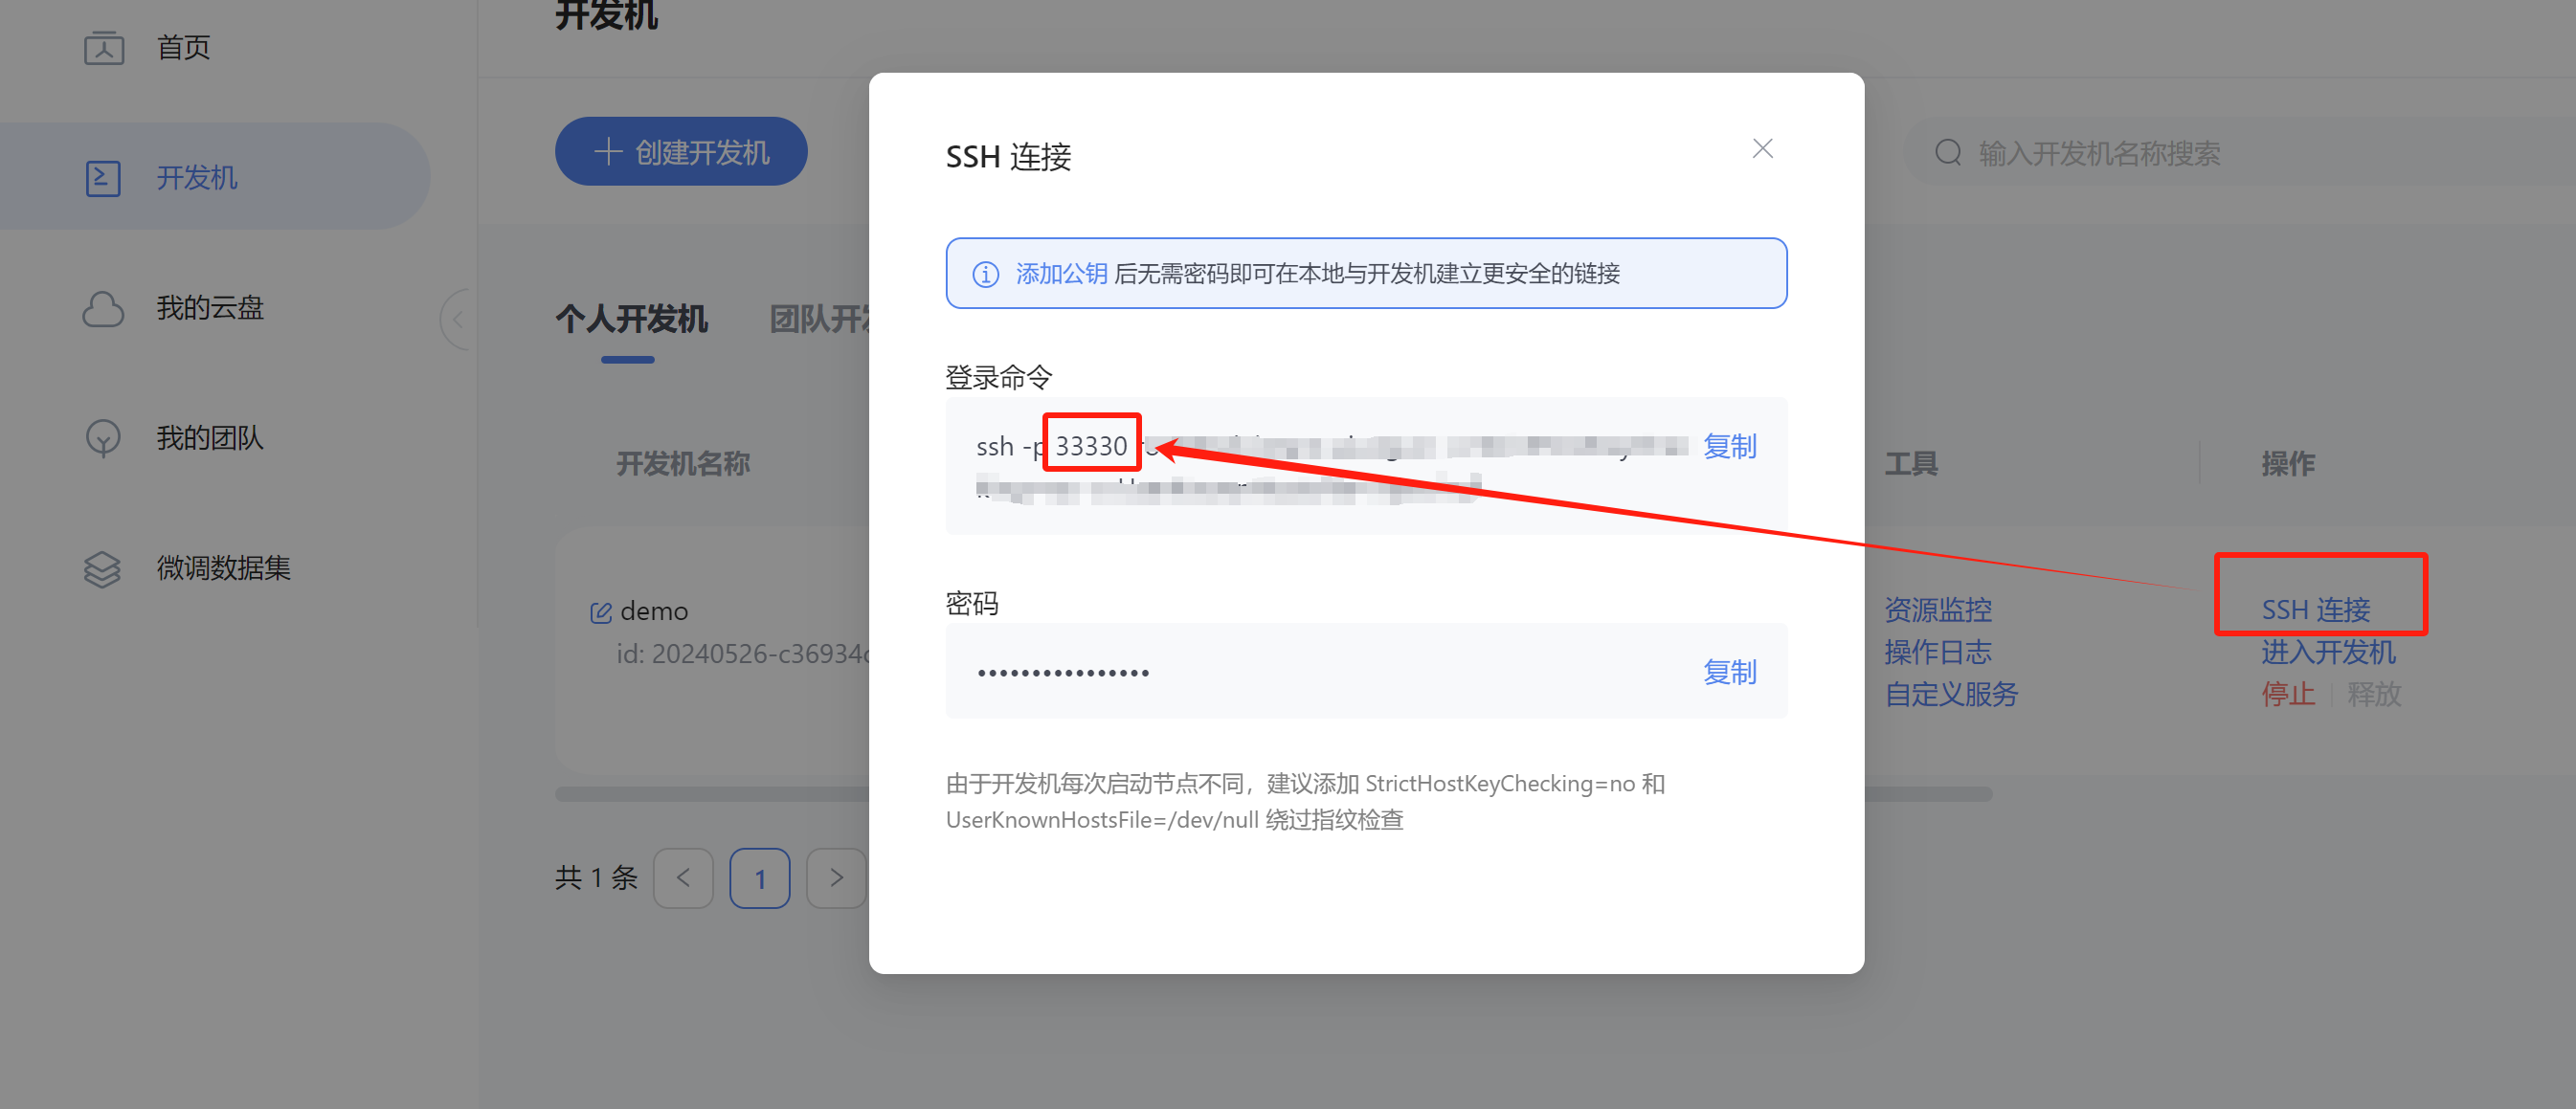 首页
开发机
我的云盘
我的团队
微调数据集
开发机
创建开发机
输入开发机名称搜索
个人开发机
团队开
开发机名称
工具
操作
demo
id: 20240526-c36934
资源监控
操作日志
自定义服务
SSH 连接
进入开发机
停止
释放
共 1 条
1
SSH 连接
添加公钥 后无需密码即可在本地与开发机建立更安全的链接
登录命令
ssh -p 33330
复制
密码
••••••••••••••••
复制
由于开发机每次启动节点不同，建议添加 StrictHostKeyChecking=no 和
UserKnownHostsFile=/dev/null 绕过指纹检查